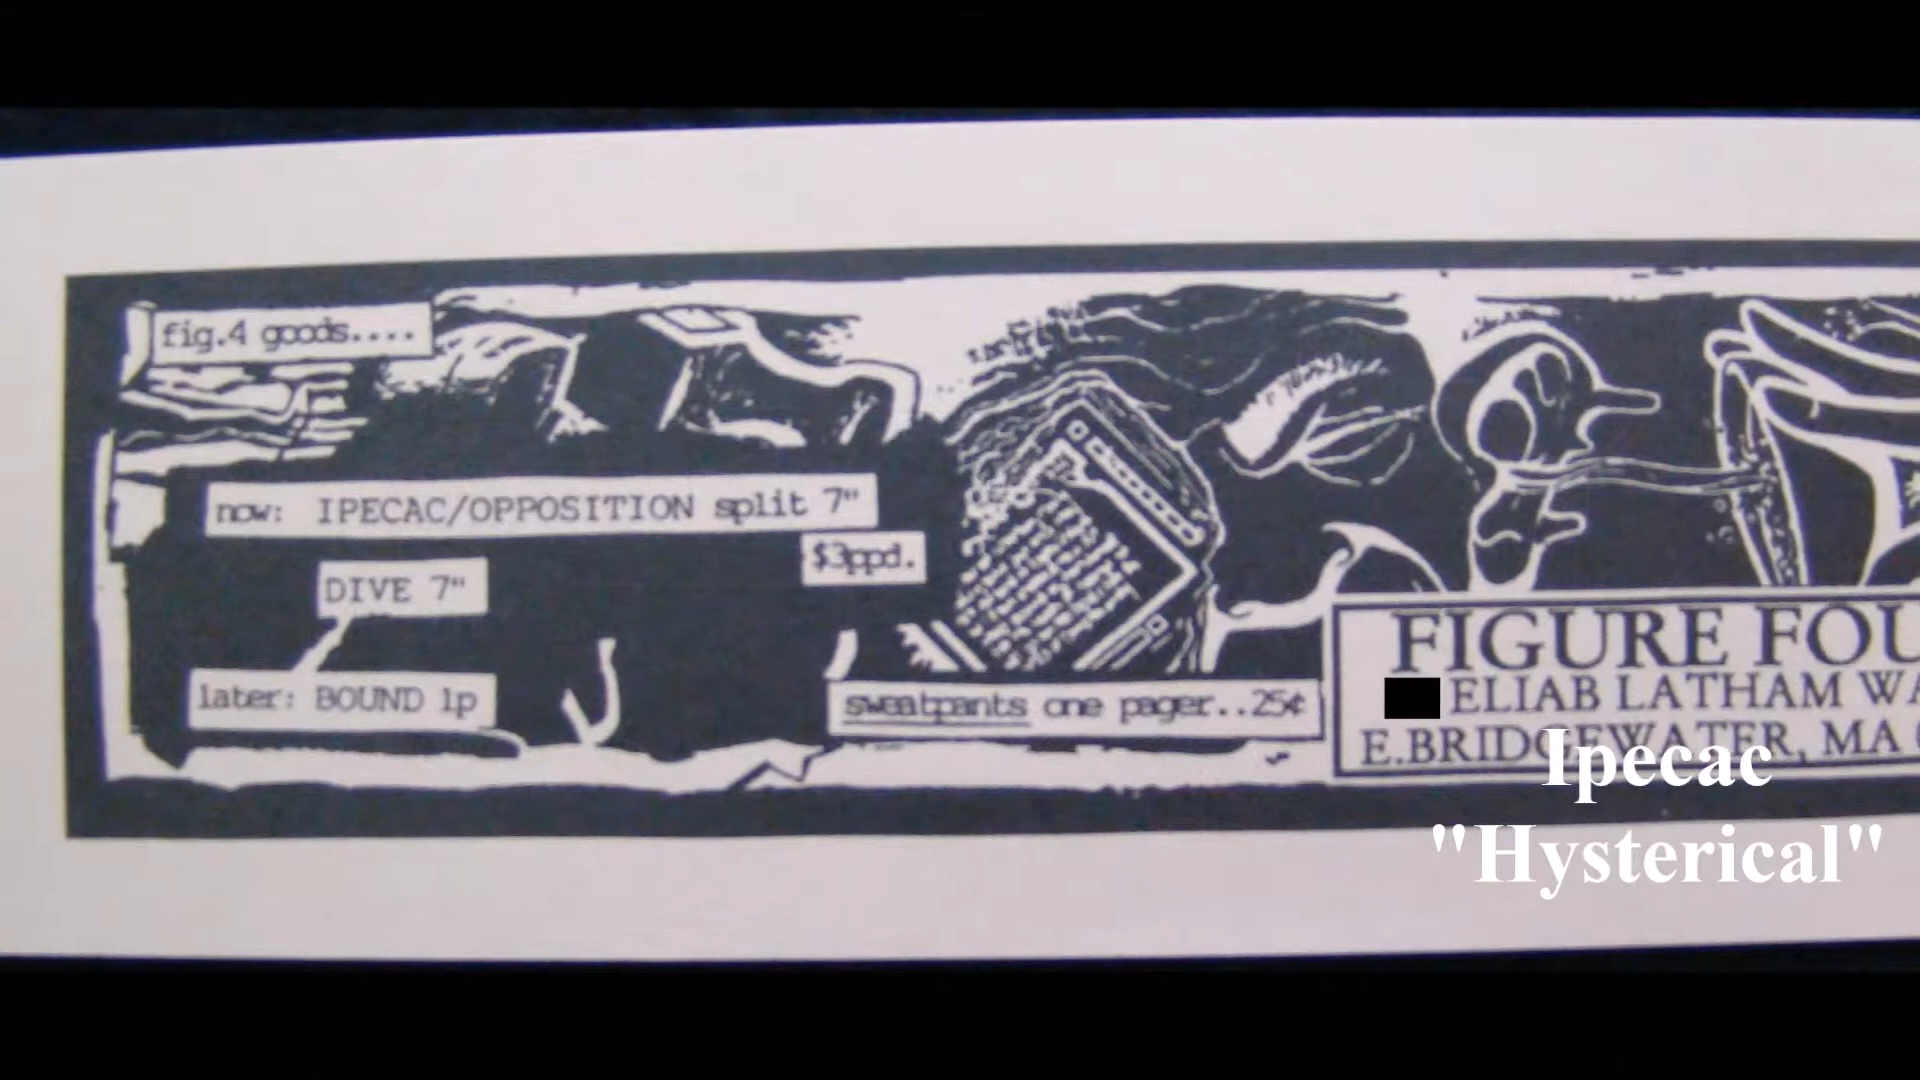 fig.4 goods....
now: IPECAC/OPPOSITION split 7"
$3ppd.
DIVE 7"
later: BOUND lp
sweatpants one pager..25¢
FIGURE FOU
ELIAB LATHAM WA
E.BRIDGEWATER, MA
Ipecac
"Hysterical"